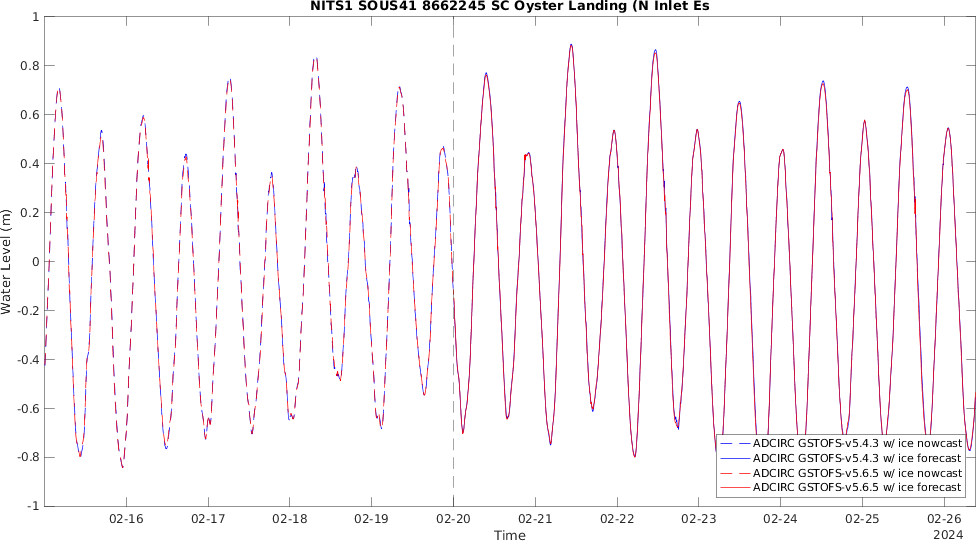 NITS1 SOUS41 8662245 SC Oyster Landing (N Inlet Es
Water Level (m)
1
0.8
0.6
0.4
0.2
0
-0.2
-0.4
-0.6
-0.8
-1
ADCIRC GSTOFS-v5.4.3 w/ ice nowcast
ADCIRC GSTOFS-v5.4.3 w/ ice forecast
ADCIRC GSTOFS-v5.6.5 w/ ice nowcast
ADCIRC GSTOFS-v5.6.5 w/ ice forecast
02-16 02-17 02-18 02-19 02-20 02-21 02-22 02-23 02-24 02-25 02-26
Time
2024